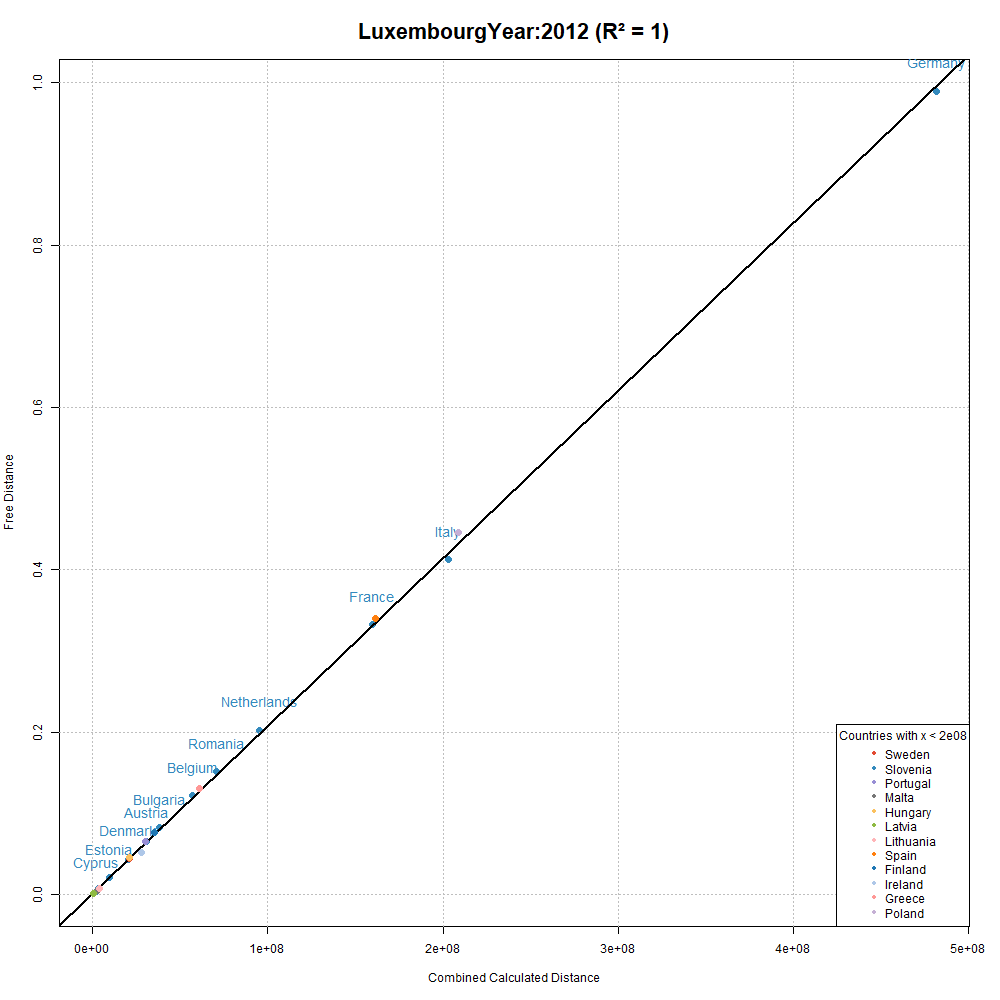 LuxembourgYear:2012 (R² = 1)
Germany
1.0
0.8
0.6
Free Distance
Italy
0.4
France
Netherlands
0.2
Romania
Belgium
Bulgaria
Austria
Denmark
Estonia
Cyprus
0.0
Countries with x < 2e08
Sweden
Slovenia
Portugal
Malta
Hungary
Latvia
Lithuania
Spain
Finland
Ireland
Greece
Poland
0e+00 1e+08 2e+08 3e+08 4e+08 5e+08
Combined Calculated Distance